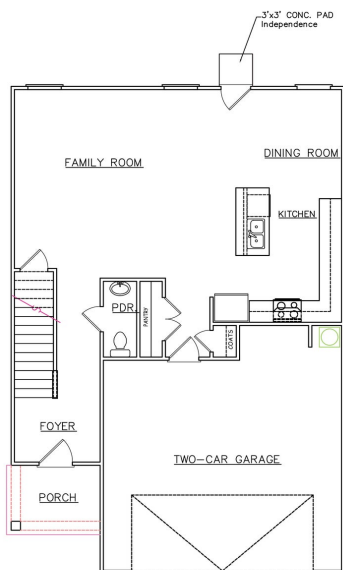 3'x3' CONC. PAD
Independence
DINING ROOM
FAMILY ROOM
KITCHEN
PDR.
PANTRY
COATS
FOYER
TWO-CAR GARAGE
PORCH